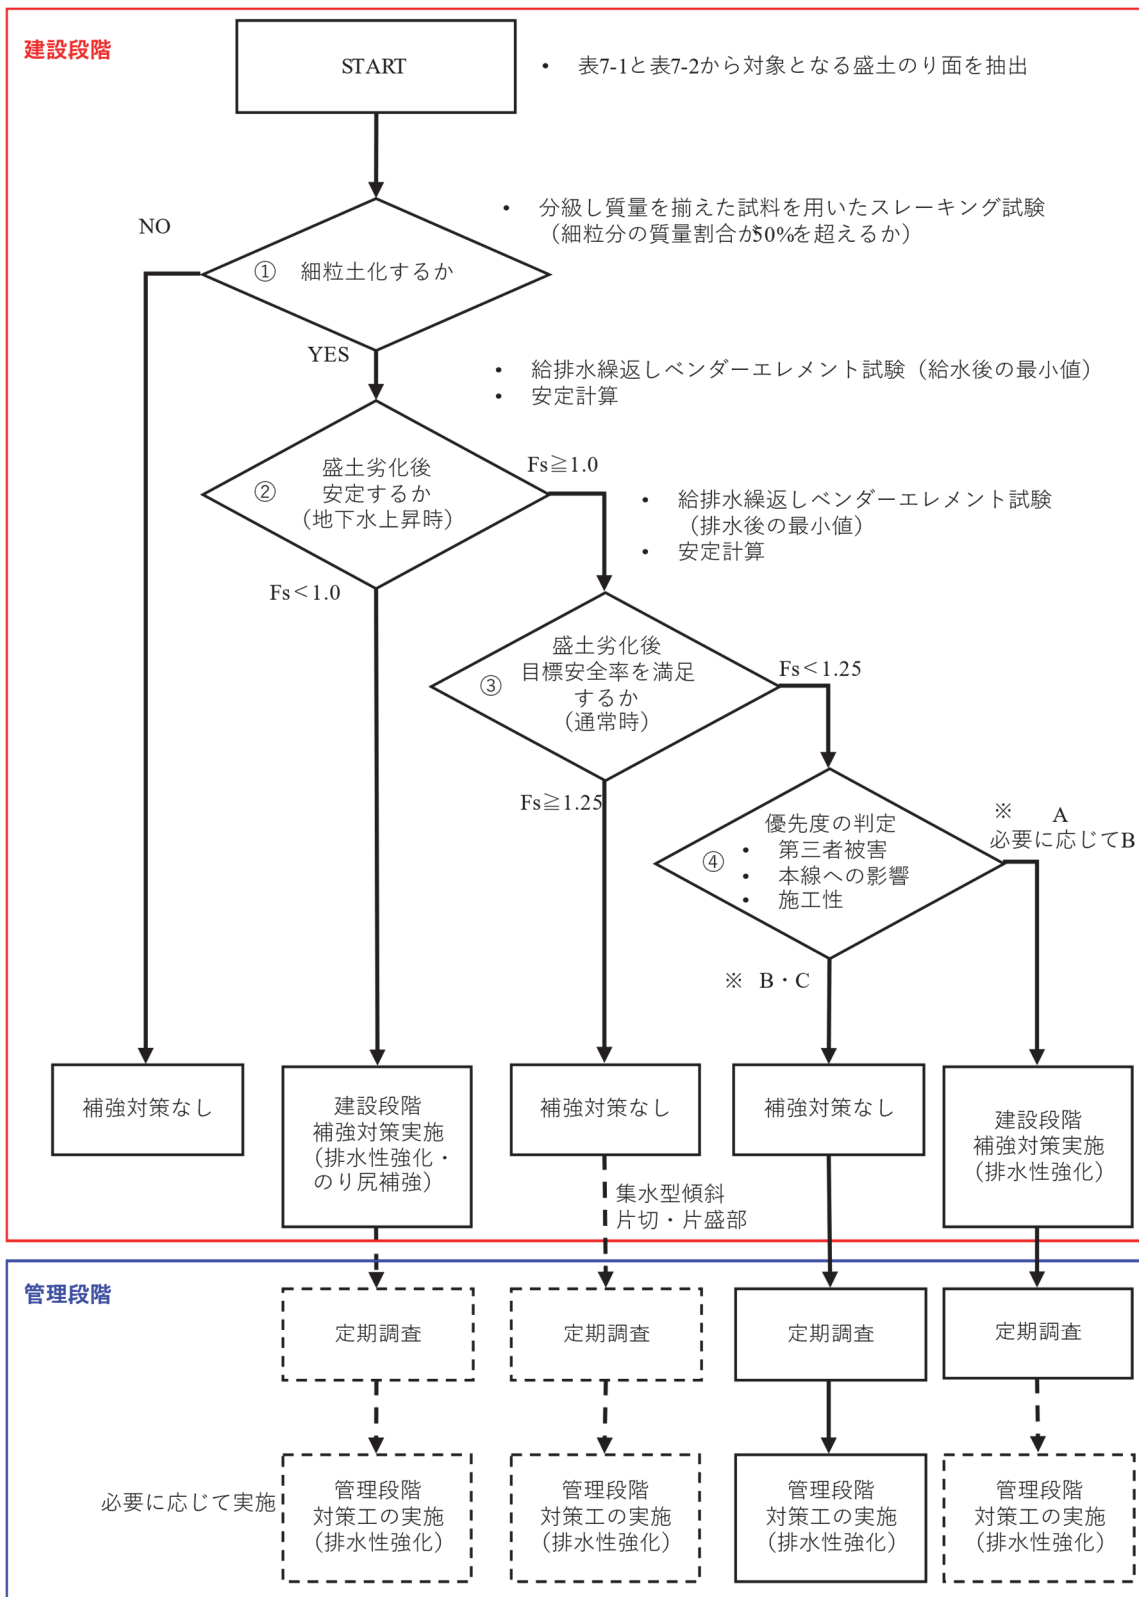 建設段階
START
• 表7-1と表7-2から対象となる盛土のり面を抽出
• 分級し質量を揃えた試料を用いたスレーキング試験
（細粒分の質量割合が50%を超えるか）
NO
① 細粒土化するか
YES
• 給排水繰返しベンダーエレメント試験（給水後の最小値）
• 安定計算
② 盛土劣化後
安定するか
（地下水上昇時）
Fs≧1.0
• 給排水繰返しベンダーエレメント試験
（排水後の最小値）
• 安定計算
Fs＜1.0
③ 盛土劣化後
目標安全率を満足
するか
（通常時）
Fs＜1.25
Fs≧1.25
④ 優先度の判定
• 第三者被害
• 本線への影響
• 施工性
※ A
必要に応じてB
※ B・C
補強対策なし
建設段階
補強対策実施
（排水性強化・
のり尻補強）
補強対策なし
補強対策なし
建設段階
補強対策実施
（排水性強化）
集水型傾斜
片切・片盛部
管理段階
定期調査
定期調査
定期調査
定期調査
必要に応じて実施
管理段階
対策工の実施
（排水性強化）
管理段階
対策工の実施
（排水性強化）
管理段階
対策工の実施
（排水性強化）
管理段階
対策工の実施
（排水性強化）